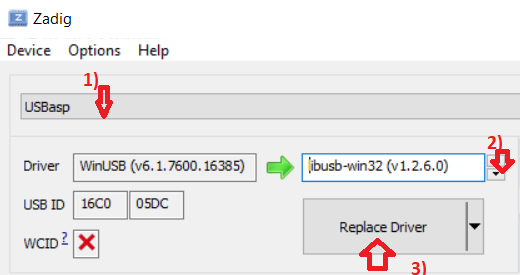 Zadig
Device Options Help
1)
USBasp
2)
Driver WinUSB (v6.1.7600.16385) ibusb-win32 (v1.2.6.0)
USB ID 16C0 05DC
Replace Driver
WCID ?
3)